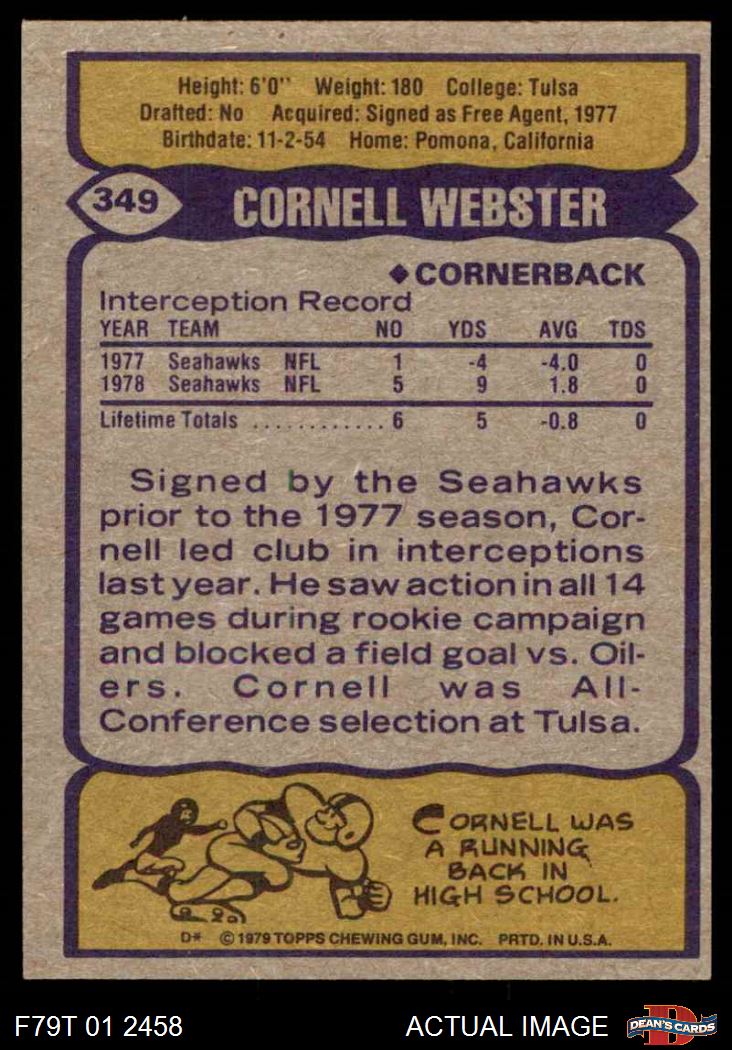 Height: 6'0" Weight: 180 College: Tulsa
Drafted: No Acquired: Signed as Free Agent, 1977
Birthdate: 11-2-54 Home: Pomona, California
349 CORNELL WEBSTER
◆CORNERBACK
Interception Record
YEAR TEAM NO YDS AVG TDS
1977 Seahawks NFL 1 -4 -4.0 0
1978 Seahawks NFL 5 9 1.8 0
Lifetime Totals ............ 6 5 -0.8 0
Signed by the Seahawks
prior to the 1977 season, Cor-
nell led club in interceptions
last year. He saw action in all 14
games during rookie campaign
and blocked a field goal vs. Oil-
ers. Cornell was All-
Conference selection at Tulsa.
CORNELL WAS
A RUNNING
BACK IN
HIGH SCHOOL.
D* © 1979 TOPPS CHEWING GUM, INC. PRTD. IN U.S.A.
F79T 01 2458 ACTUAL IMAGE D DEAN'S CARDS